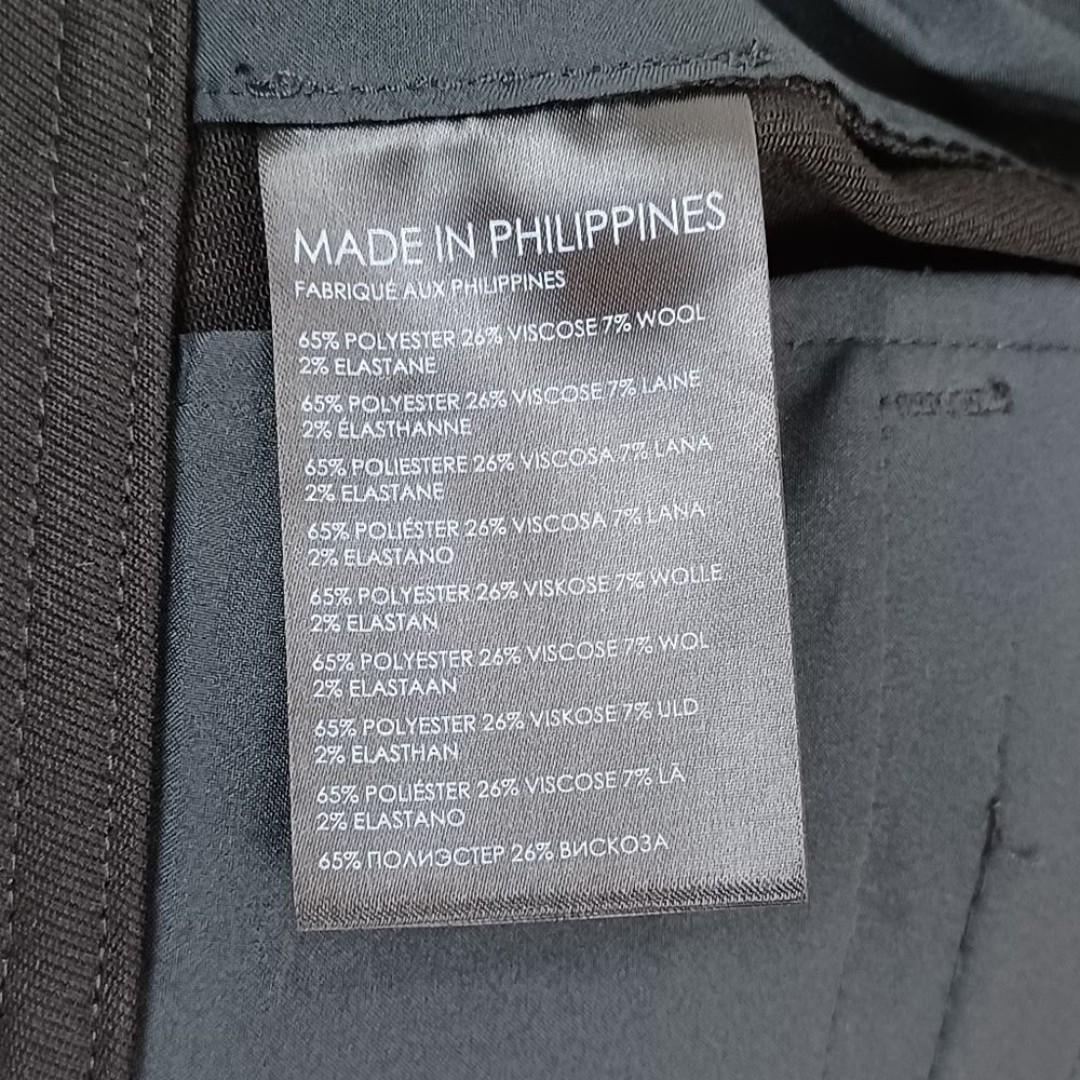 MADE IN PHILIPPINES
FABRIQUÉ AUX PHILIPPINES
65% POLYESTER 26% VISCOSE 7% WOOL
2% ELASTANE
65% POLYESTER 26% VISCOSE 7% LAINE
2% ÉLASTHANNE
65% POLIESTERE 26% VISCOSA 7% LANA
2% ELASTANE
65% POLIÉSTER 26% VISCOSA 7% LANA
2% ELASTANO
65% POLYESTER 26% VISKOSE 7% WOLLE
2% ELASTAN
65% POLYESTER 26% VISCOSE 7% WOL
2% ELASTAAN
65% POLYESTER 26% VISKOSE 7% ULD
2% ELASTHAN
65% POLIÉSTER 26% VISCOSE 7% LÃ
2% ELASTANO
65% ПОЛИЭСТЕР 26% ВИСКОЗА